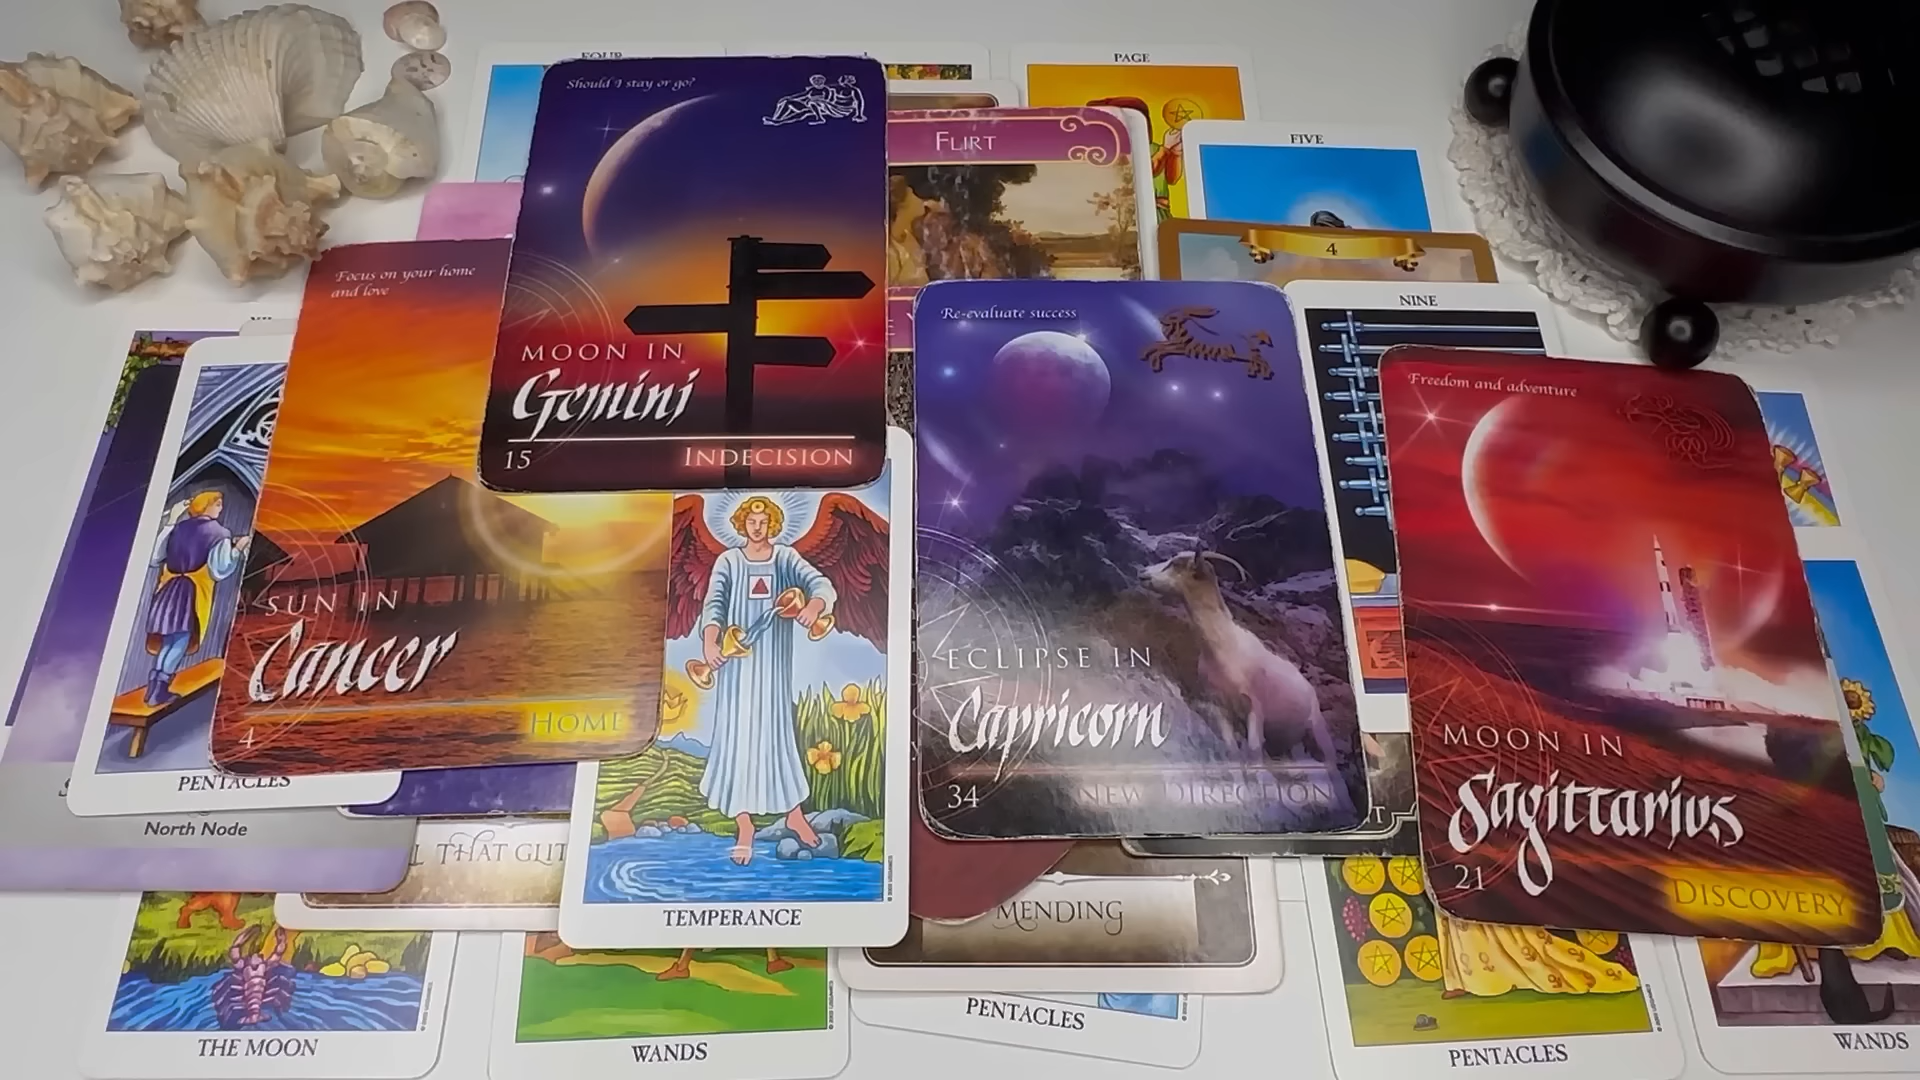 FOUR
PAGE
Should I stay or go?
FLIRT
FIVE
4
Focus on your home
and love
NINE
Re-evaluate success
MOON IN
Gemini
15
INDECISION
Freedom and adventure
SUN IN
Cancer
HOME
4
ECLIPSE IN
Capricorn
34
NEW DIRECTION
MOON IN
Sagittarius
21
DISCOVERY
PENTACLES
North Node
L THAT GLIT
TEMPERANCE
MENDING
THE MOON
WANDS
PENTACLES
PENTACLES
WANDS